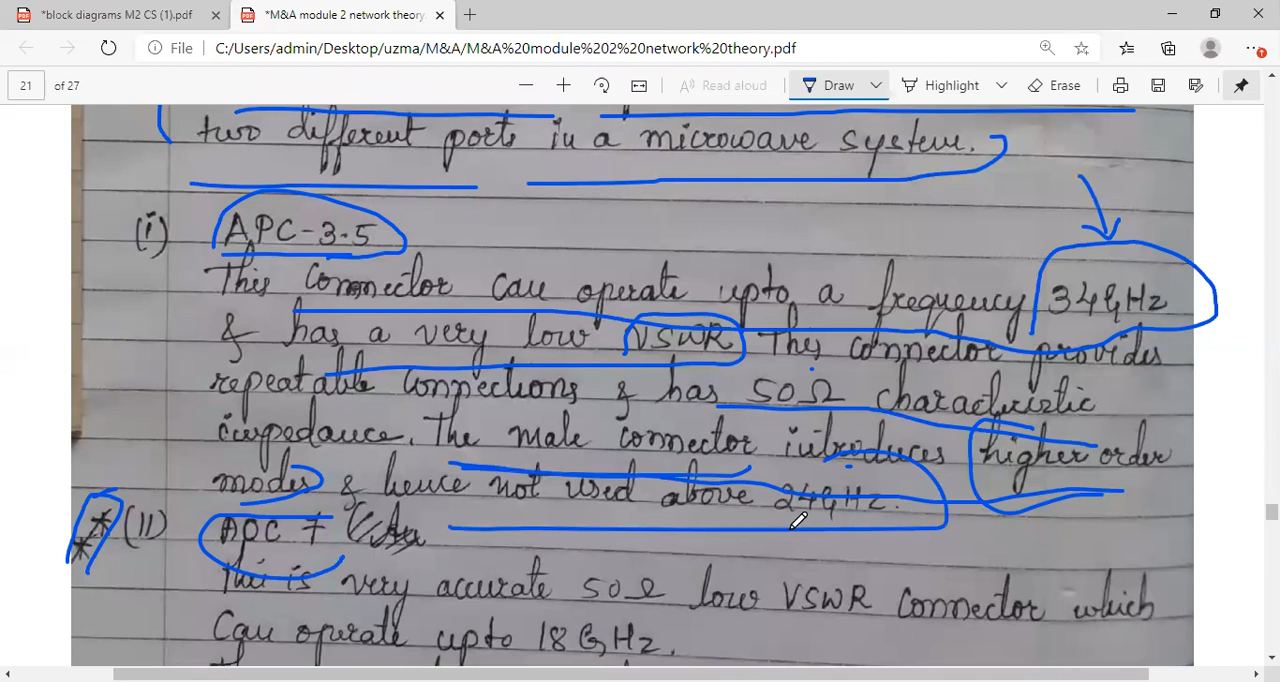 *block diagrams M2 CS (1).pdf
*M&A module 2 network theory.
File
C:/Users/admin/Desktop/uzma/M&A/M&A%20module%202%20network%20theory.pdf
21 of 27
Read aloud
Draw
Highlight
Erase
two different ports in a microwave system.
(i) APC-3.5
This connector can operate upto a frequency 34GHz
& has a very low VSWR This connector provides
repeatable connections & has 50Ω characteristic
impedance. The male connector introduces higher order
modes & hence not used above 24GHz.
(II) APC 7
This is very accurate 50Ω low VSWR connector which
Can operate upto 18GHz.